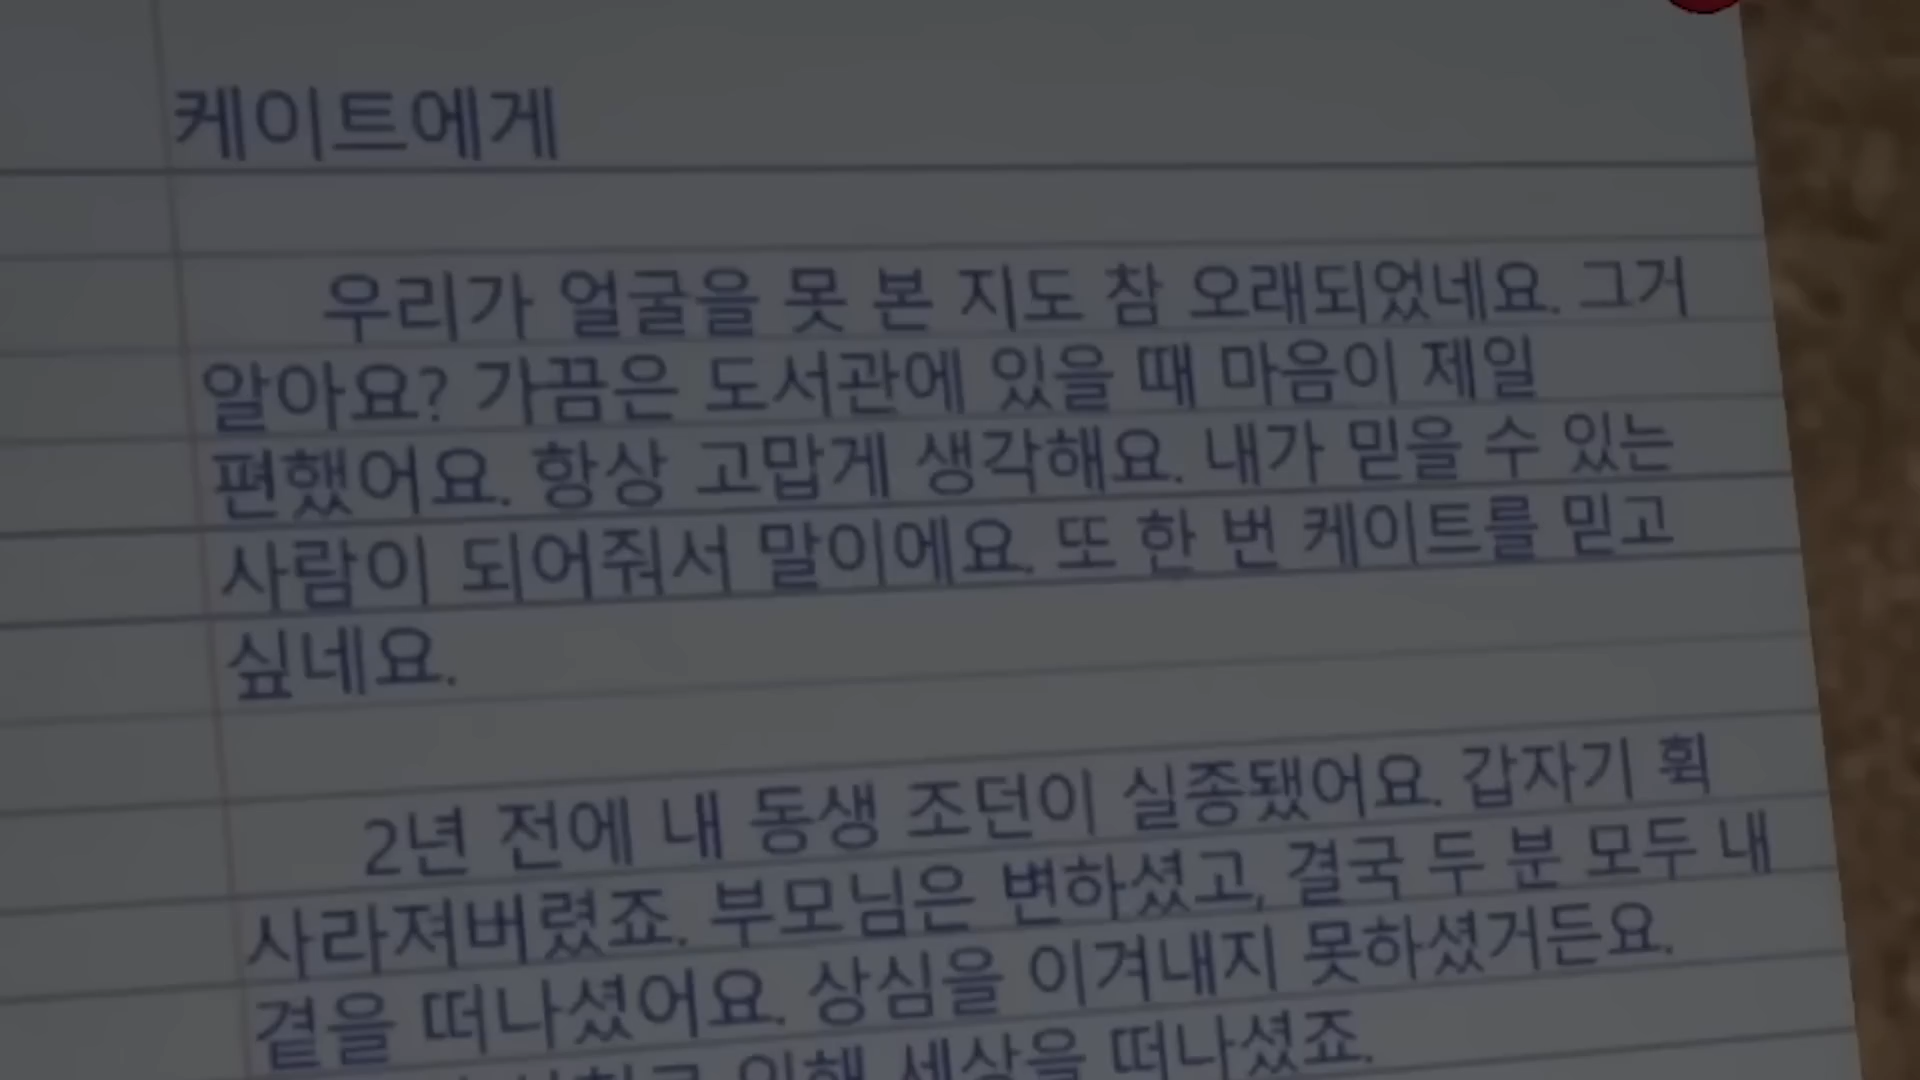 케이트에게
우리가 얼굴을 못 본 지도 참 오래되었네요. 그거
알아요? 가끔은 도서관에 있을 때 마음이 제일
편했어요. 항상 고맙게 생각해요. 내가 믿을 수 있는
사람이 되어줘서 말이에요. 또 한 번 케이트를 믿고
싶네요.
2년 전에 내 동생 조던이 실종됐어요. 갑자기 휙
사라져버렸죠. 부모님은 변하셨고, 결국 두 분 모두 내
곁을 떠나셨어요. 상심을 이겨내지 못하셨거든요.
세상을 떠나셨죠.